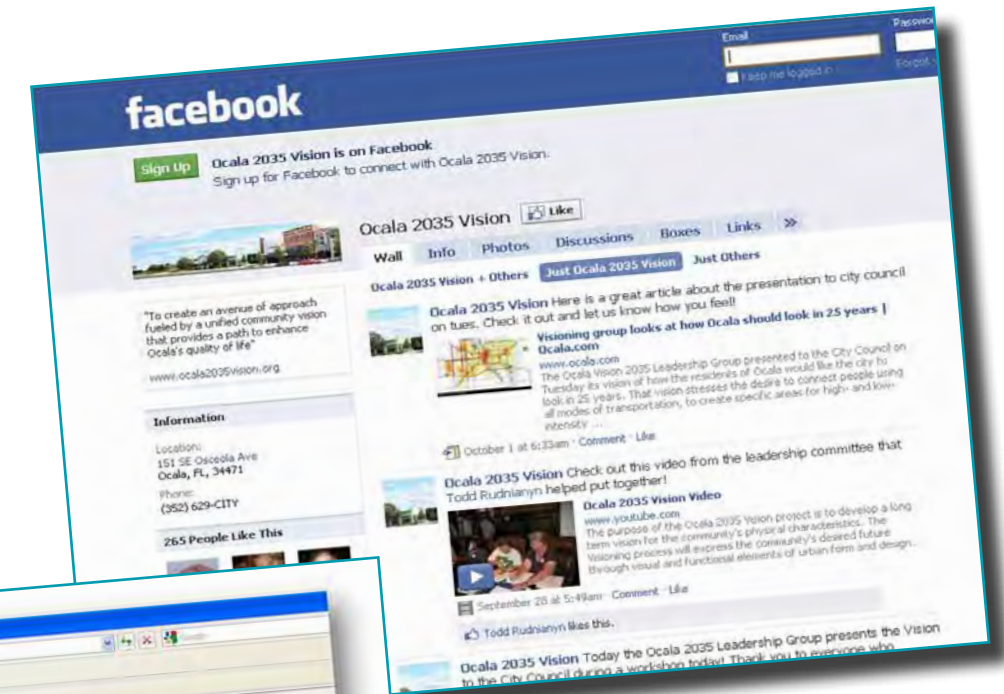 Email
Passwo
Keep me logged in
Forgot
facebook
Sign Up
Ocala 2035 Vision is on Facebook
Sign up for Facebook to connect with Ocala 2035 Vision.
Ocala 2035 Vision
Like
Wall Info Photos Discussions Boxes Links »
Ocala 2035 Vision + Others Just Ocala 2035 Vision Just Others
"To create an avenue of approach
fueled by a unified community vision
that provides a path to enhance
Ocala's quality of life"
www.ocala2035vision.org
Information
Location:
151 SE Osceola Ave
Ocala, FL, 34471
Phone:
(352) 629-CITY
265 People Like This
Ocala 2035 Vision Here is a great article about the presentation to city council
on tues. Check it out and let us know how you feel!
Visioning group looks at how Ocala should look in 25 years |
Ocala.com
www.ocala.com
The Ocala Vision 2035 Leadership Group presented to the City Council on
Tuesday its vision of how the residents of Ocala would like the city to
look in 25 years. That vision stresses the desire to connect people using
all modes of transportation, to create specific areas for high- and low-
intensity ...
October 1 at 6:33am · Comment · Like
Ocala 2035 Vision Check out this video from the leadership committee that
Todd Rudnianyn helped put together!
Ocala 2035 Vision Video
www.youtube.com
The purpose of the Ocala 2035 Vision project is to develop a long
term vision for the community's physical characteristics. The
Visioning process will express the community's desired future
through visual and functional elements of urban form and design.
September 28 at 5:49am · Comment · Like
Todd Rudnianyn likes this.
Ocala 2035 Vision Today the Ocala 2035 Leadership Group presents the Vision
to the City Council during a workshop today! Thank you to everyone who